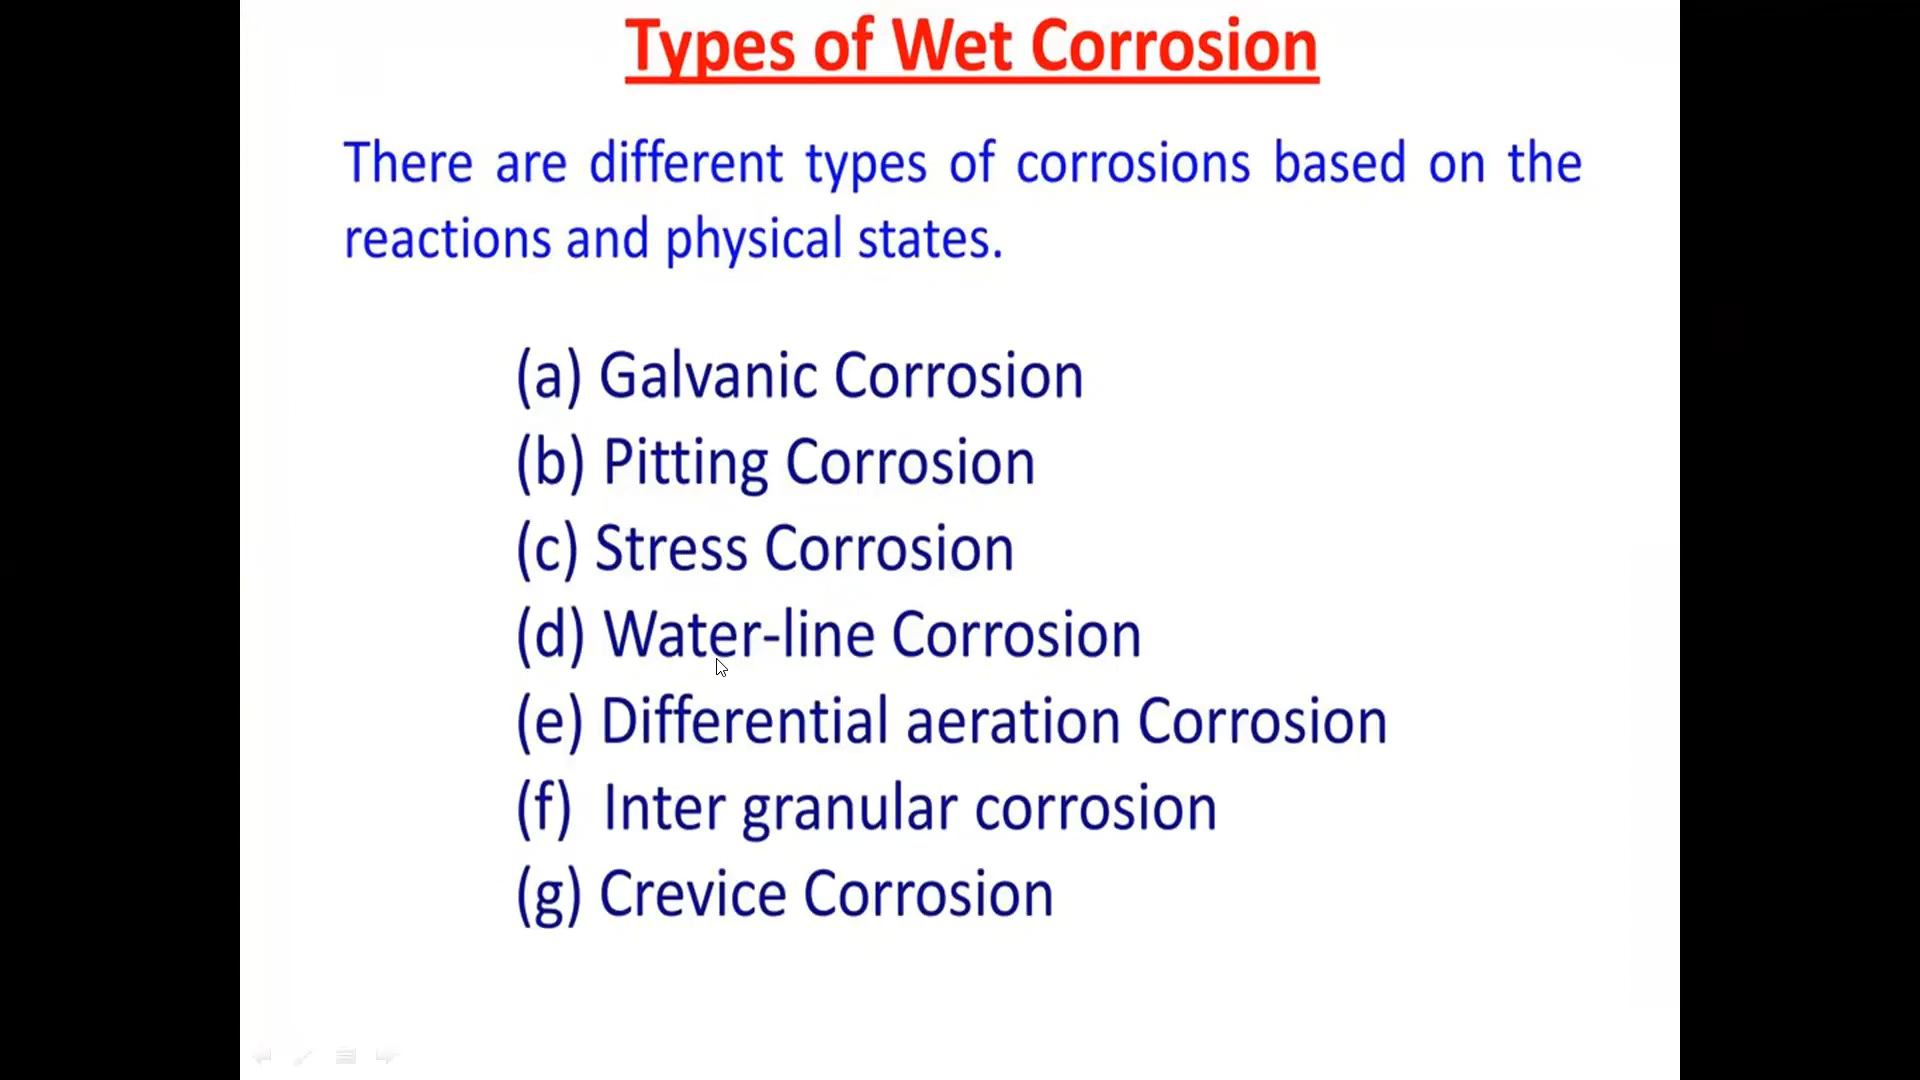 Types of Wet Corrosion
There are different types of corrosions based on the
reactions and physical states.
(a) Galvanic Corrosion
(b) Pitting Corrosion
(c) Stress Corrosion
(d) Water-line Corrosion
(e) Differential aeration Corrosion
(f) Inter granular corrosion
(g) Crevice Corrosion